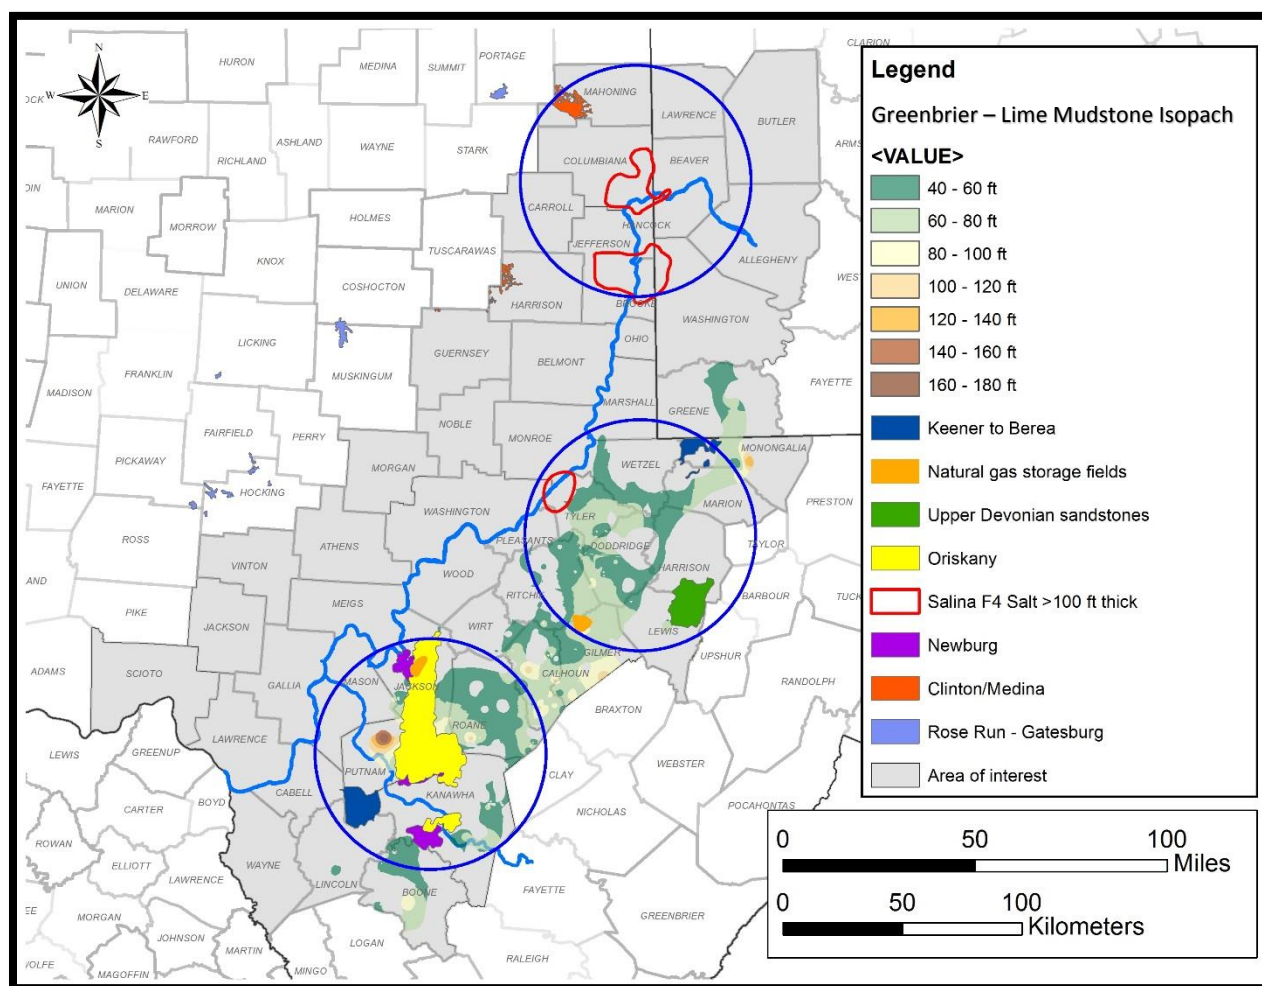 N
W
E
S
HURON
MEDINA
SUMMIT
PORTAGE
MAHONING
LAWRENCE
BUTLER
CLARION
OCK
RAWFORD
RICHLAND
ASHLAND
WAYNE
STARK
COLUMBIANA
BEAVER
ARMS
DIN
MARION
MORROW
HOLMES
CARROLL
HANCOCK
TUSCARAWAS
JEFFERSON
ALLEGHENY
WES
KNOX
UNION
DELAWARE
COSHOCTON
HARRISON
BROOKE
WASHINGTON
LICKING
GUERNSEY
BELMONT
OHIO
FRANKLIN
MUSKINGUM
MADISON
FAYETTE
MARSHALL
GREENE
FAIRFIELD
PERRY
NOBLE
MONROE
PICKAWAY
MORGAN
WETZEL
MONONGALIA
FAYETTE
HOCKING
MARION
PRESTON
WASHINGTON
TYLER
ROSS
ATHENS
PLEASANTS
DODDRIDGE
TAYLOR
VINTON
WOOD
HARRISON
AND
RITCHIE
BARBOUR
TUCK
PIKE
MEIGS
JACKSON
WIRT
LEWIS
UPSHUR
GILMER
ADAMS
SCIOTO
GALLIA
MASON
JACKSON
CALHOUN
RANDOLPH
BRAXTON
ROANE
LEWIS
GREENUP
LAWRENCE
PUTNAM
CLAY
WEBSTER
CABELL
KANAWHA
NICHOLAS
POCAHONTAS
CARTER
BOYD
ROWAN
ELLIOTT
WAYNE
LAWRENCE
LINCOLN
BOONE
FAYETTE
GREENBRIER
EE
MORGAN
JOHNSON
LOGAN
RALEIGH
MARTIN
MINGO
MAGOFFIN
Legend
Greenbrier – Lime Mudstone Isopach
<VALUE>
40 - 60 ft
60 - 80 ft
80 - 100 ft
100 - 120 ft
120 - 140 ft
140 - 160 ft
160 - 180 ft
Keener to Berea
Natural gas storage fields
Upper Devonian sandstones
Oriskany
Salina F4 Salt >100 ft thick
Newburg
Clinton/Medina
Rose Run - Gatesburg
Area of interest
0 50 100
Miles
0 50 100
Kilometers